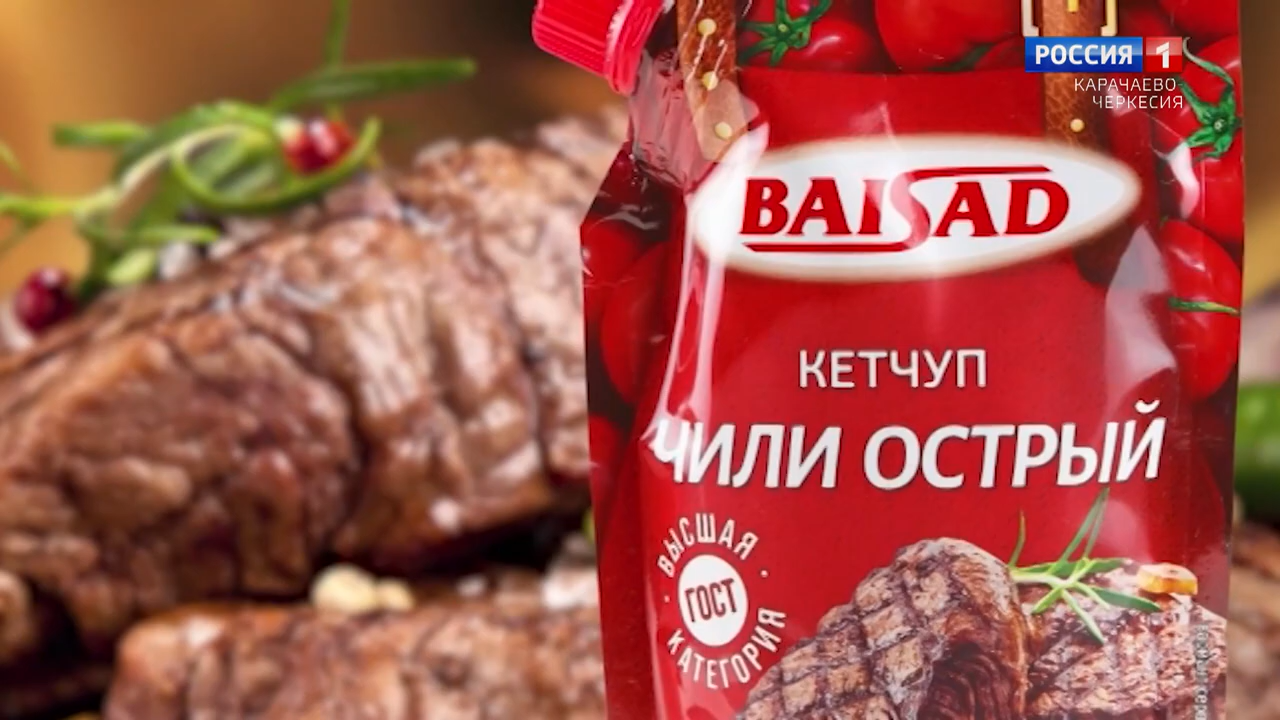 РОССИЯ 1
КАРАЧАЕВО-
ЧЕРКЕСИЯ
BAISAD
КЕТЧУП
ЧИЛИ ОСТРЫЙ
ВЫСШАЯ
ГОСТ
КАТЕГОРИЯ